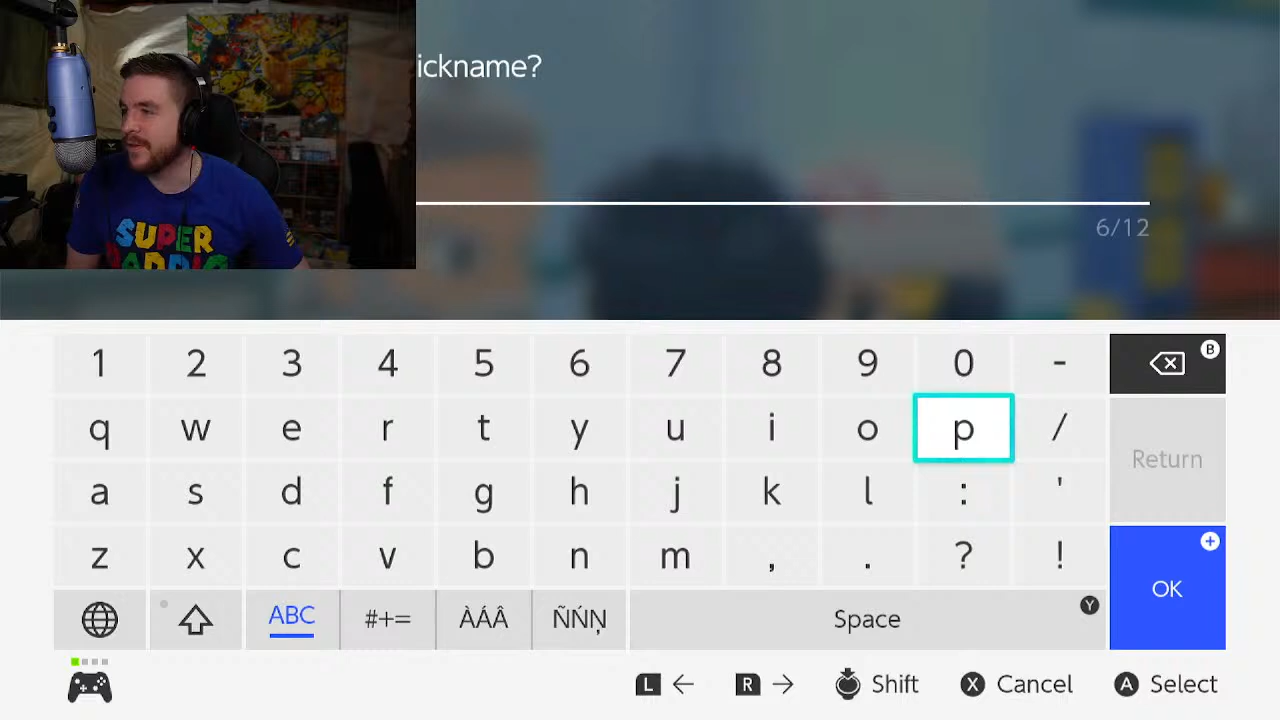 ickname?
SUPER
6/12
1 2 3 4 5 6 7 8 9 0 - B
q w e r t y u i o p / Return
a s d f g h j k l : '
z x c v b n m , . ? ! + OK
ABC #+= ÀÁÂ ÑŃŅ Space Y
L ← R → Shift X Cancel A Select